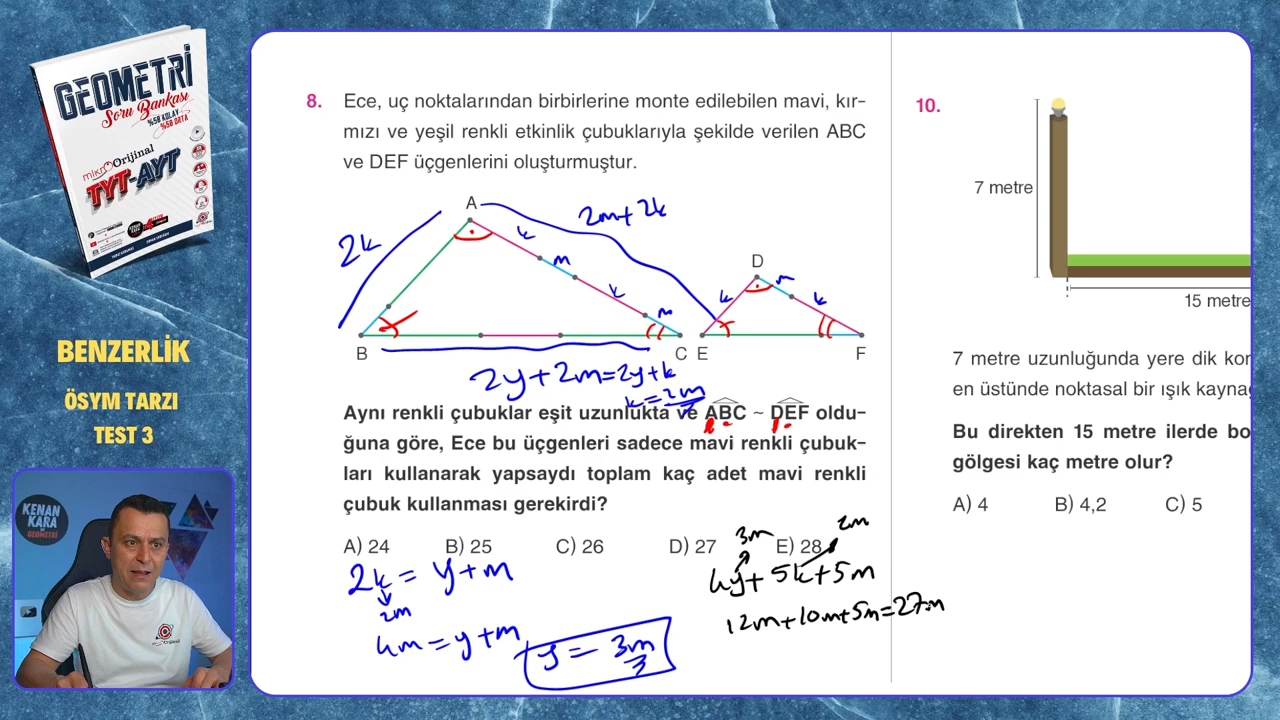 GEOMETRİ
Soru Bankası
%50 KOLAY
%50 ORTA
mikro Orijinal
TYT-AYT
BENZERLİK
ÖSYM TARZI
TEST 3
KENAN
KARA
GEOMETRİ
8. Ece, uç noktalarından birbirlerine monte edilebilen mavi, kır-
mızı ve yeşil renkli etkinlik çubuklarıyla şekilde verilen ABC
ve DEF üçgenlerini oluşturmuştur.
A
2k
2m+2k
k
m
k
m
B
C
D
k
m
k
E
F
2y+2m=2y+k
k=2m
Aynı renkli çubuklar eşit uzunlukta ve ABC ~ DEF oldu-
ğuna göre, Ece bu üçgenleri sadece mavi renkli çubuk-
ları kullanarak yapsaydı toplam kaç adet mavi renkli
çubuk kullanması gerekirdi?
A) 24 B) 25 C) 26 D) 27 E) 28
2k = y+m
2m
4m = y+m
y = 3m
3m
2m
4y + 5k + 5m
12m+10m+5m=27m
10.
7 metre
15 metre
7 metre uzunluğunda yere dik
en üstünde noktasal bir ışık
Bu direkten 15 metre ilerde
gölgesi kaç metre olur?
A) 4 B) 4,2 C) 5